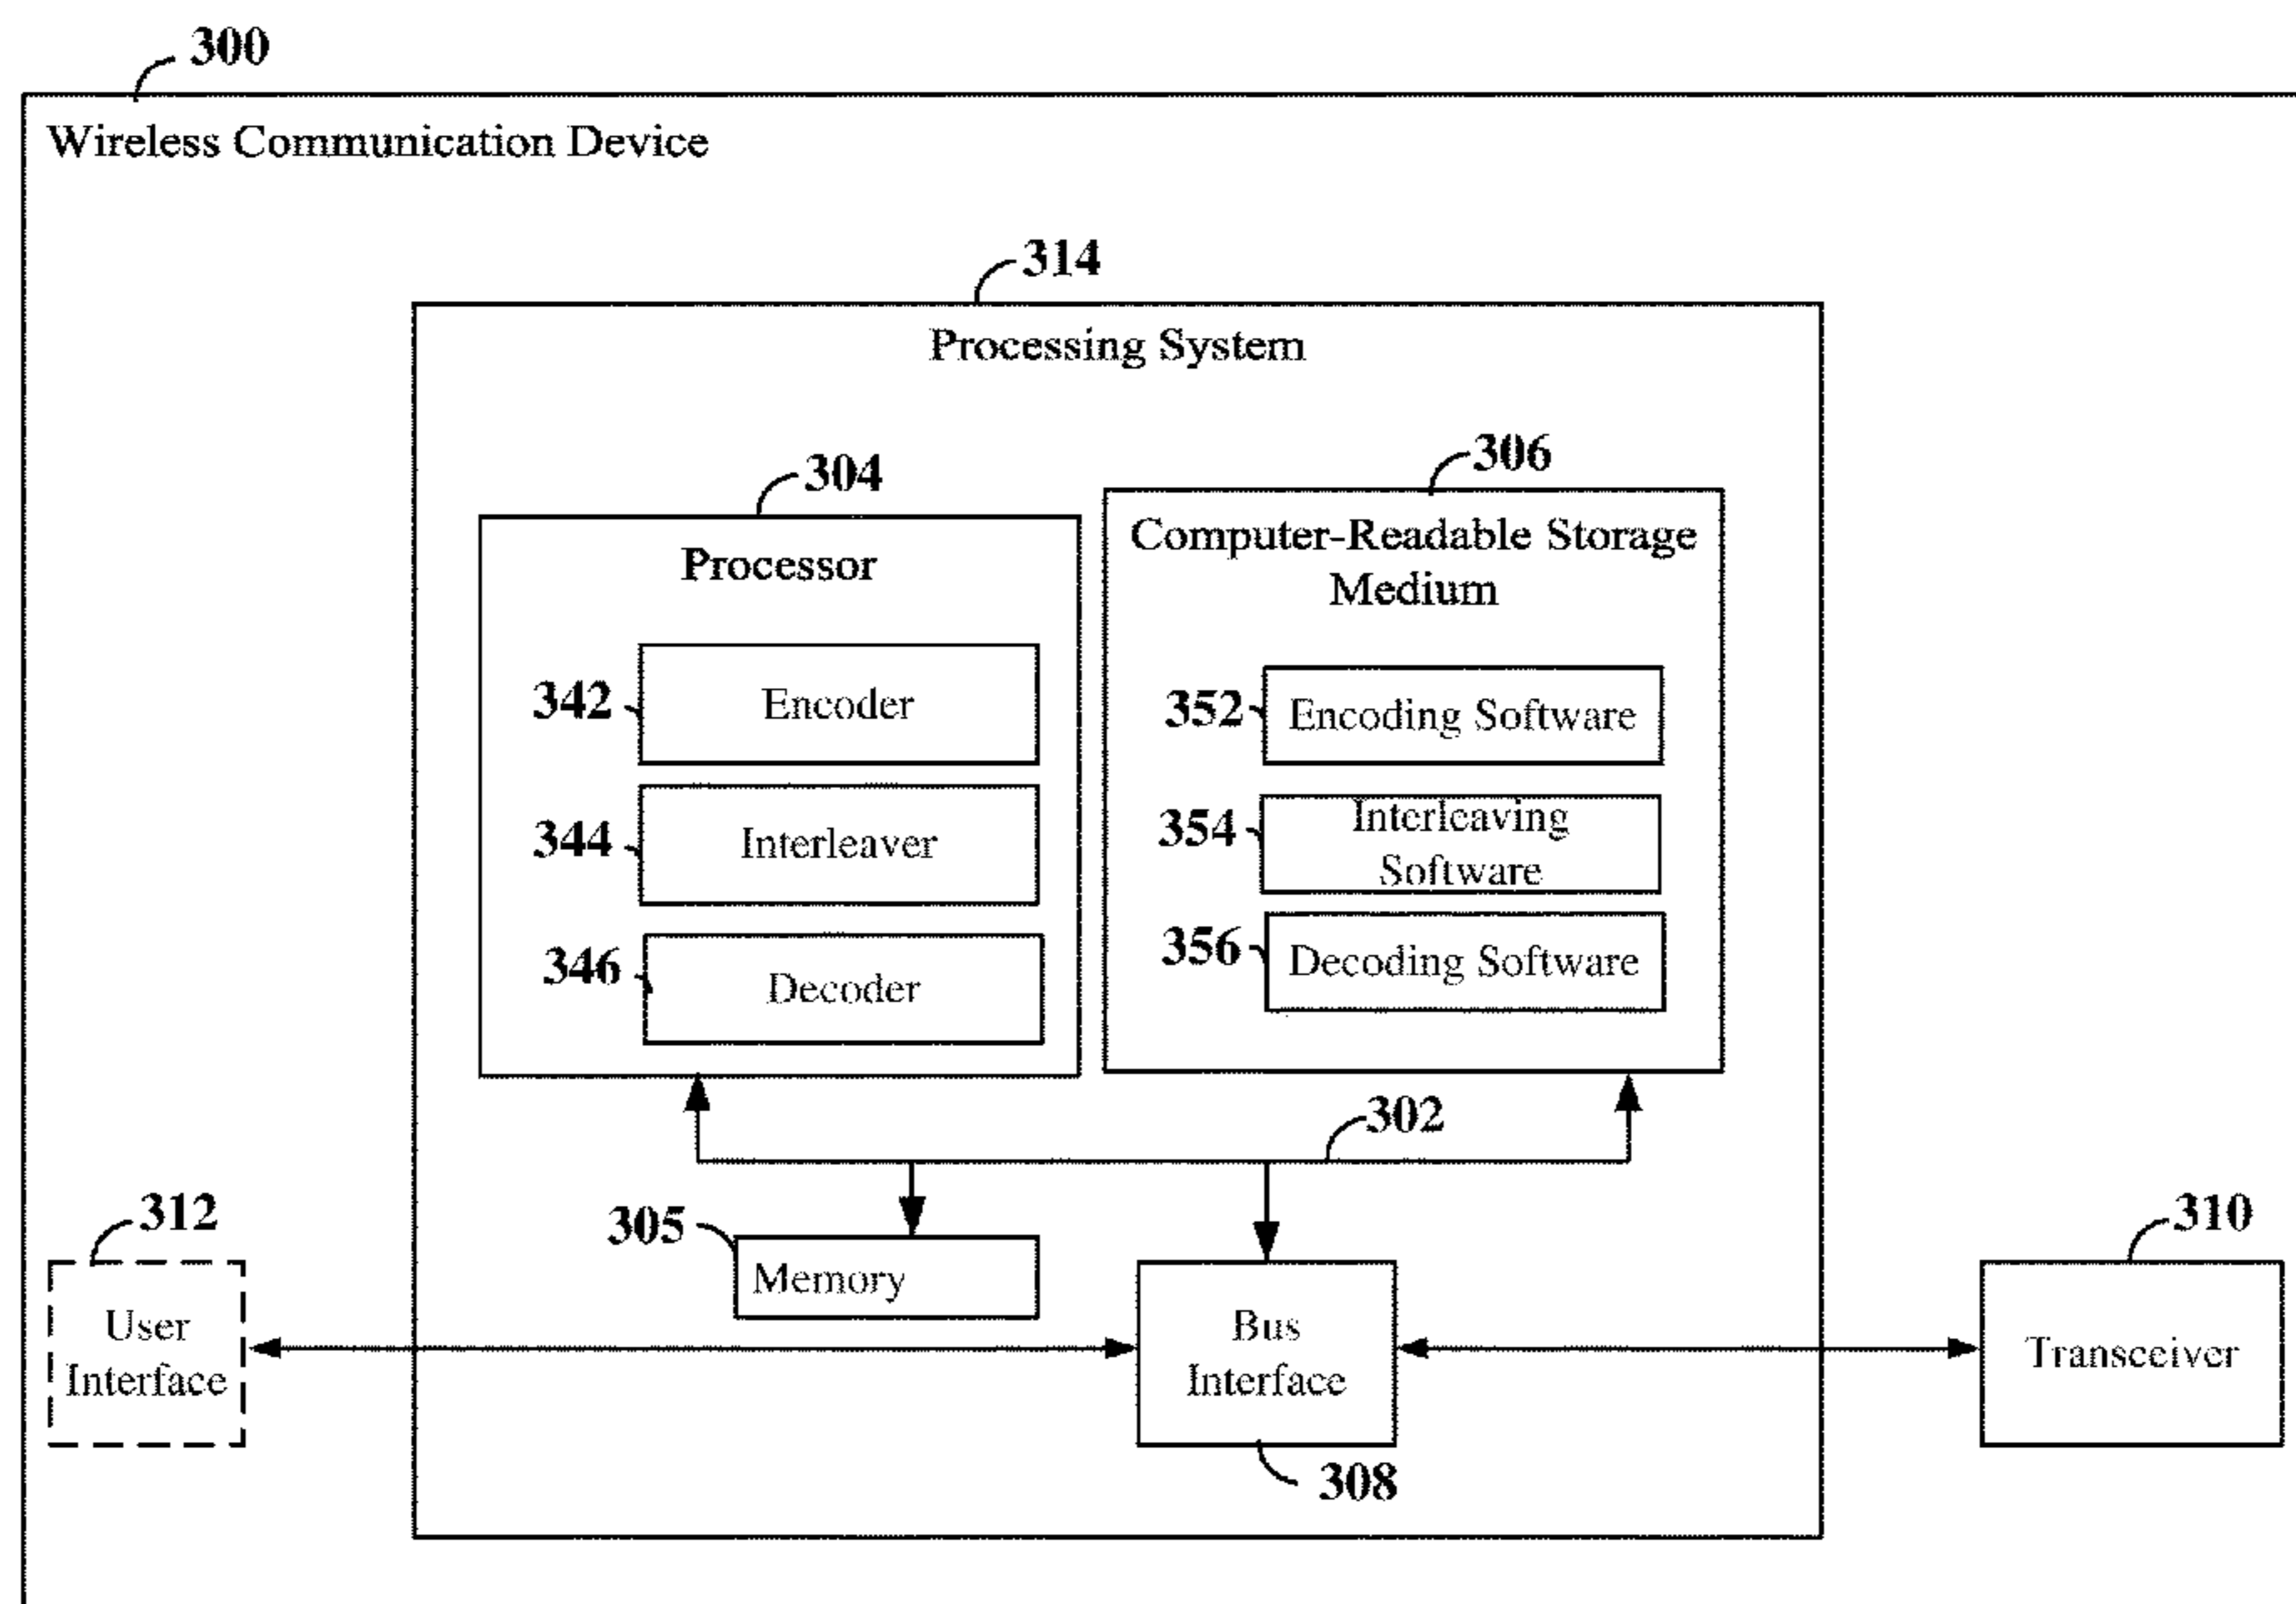 300
Wireless Communication Device
314
Processing System
304
Processor
342
Encoder
344
Interleaver
346
Decoder
306
Computer-Readable Storage
Medium
352
Encoding Software
354
Interleaving
Software
356
Decoding Software
302
305
Memory
312
User
Interface
Bus
Interface
308
310
Transceiver